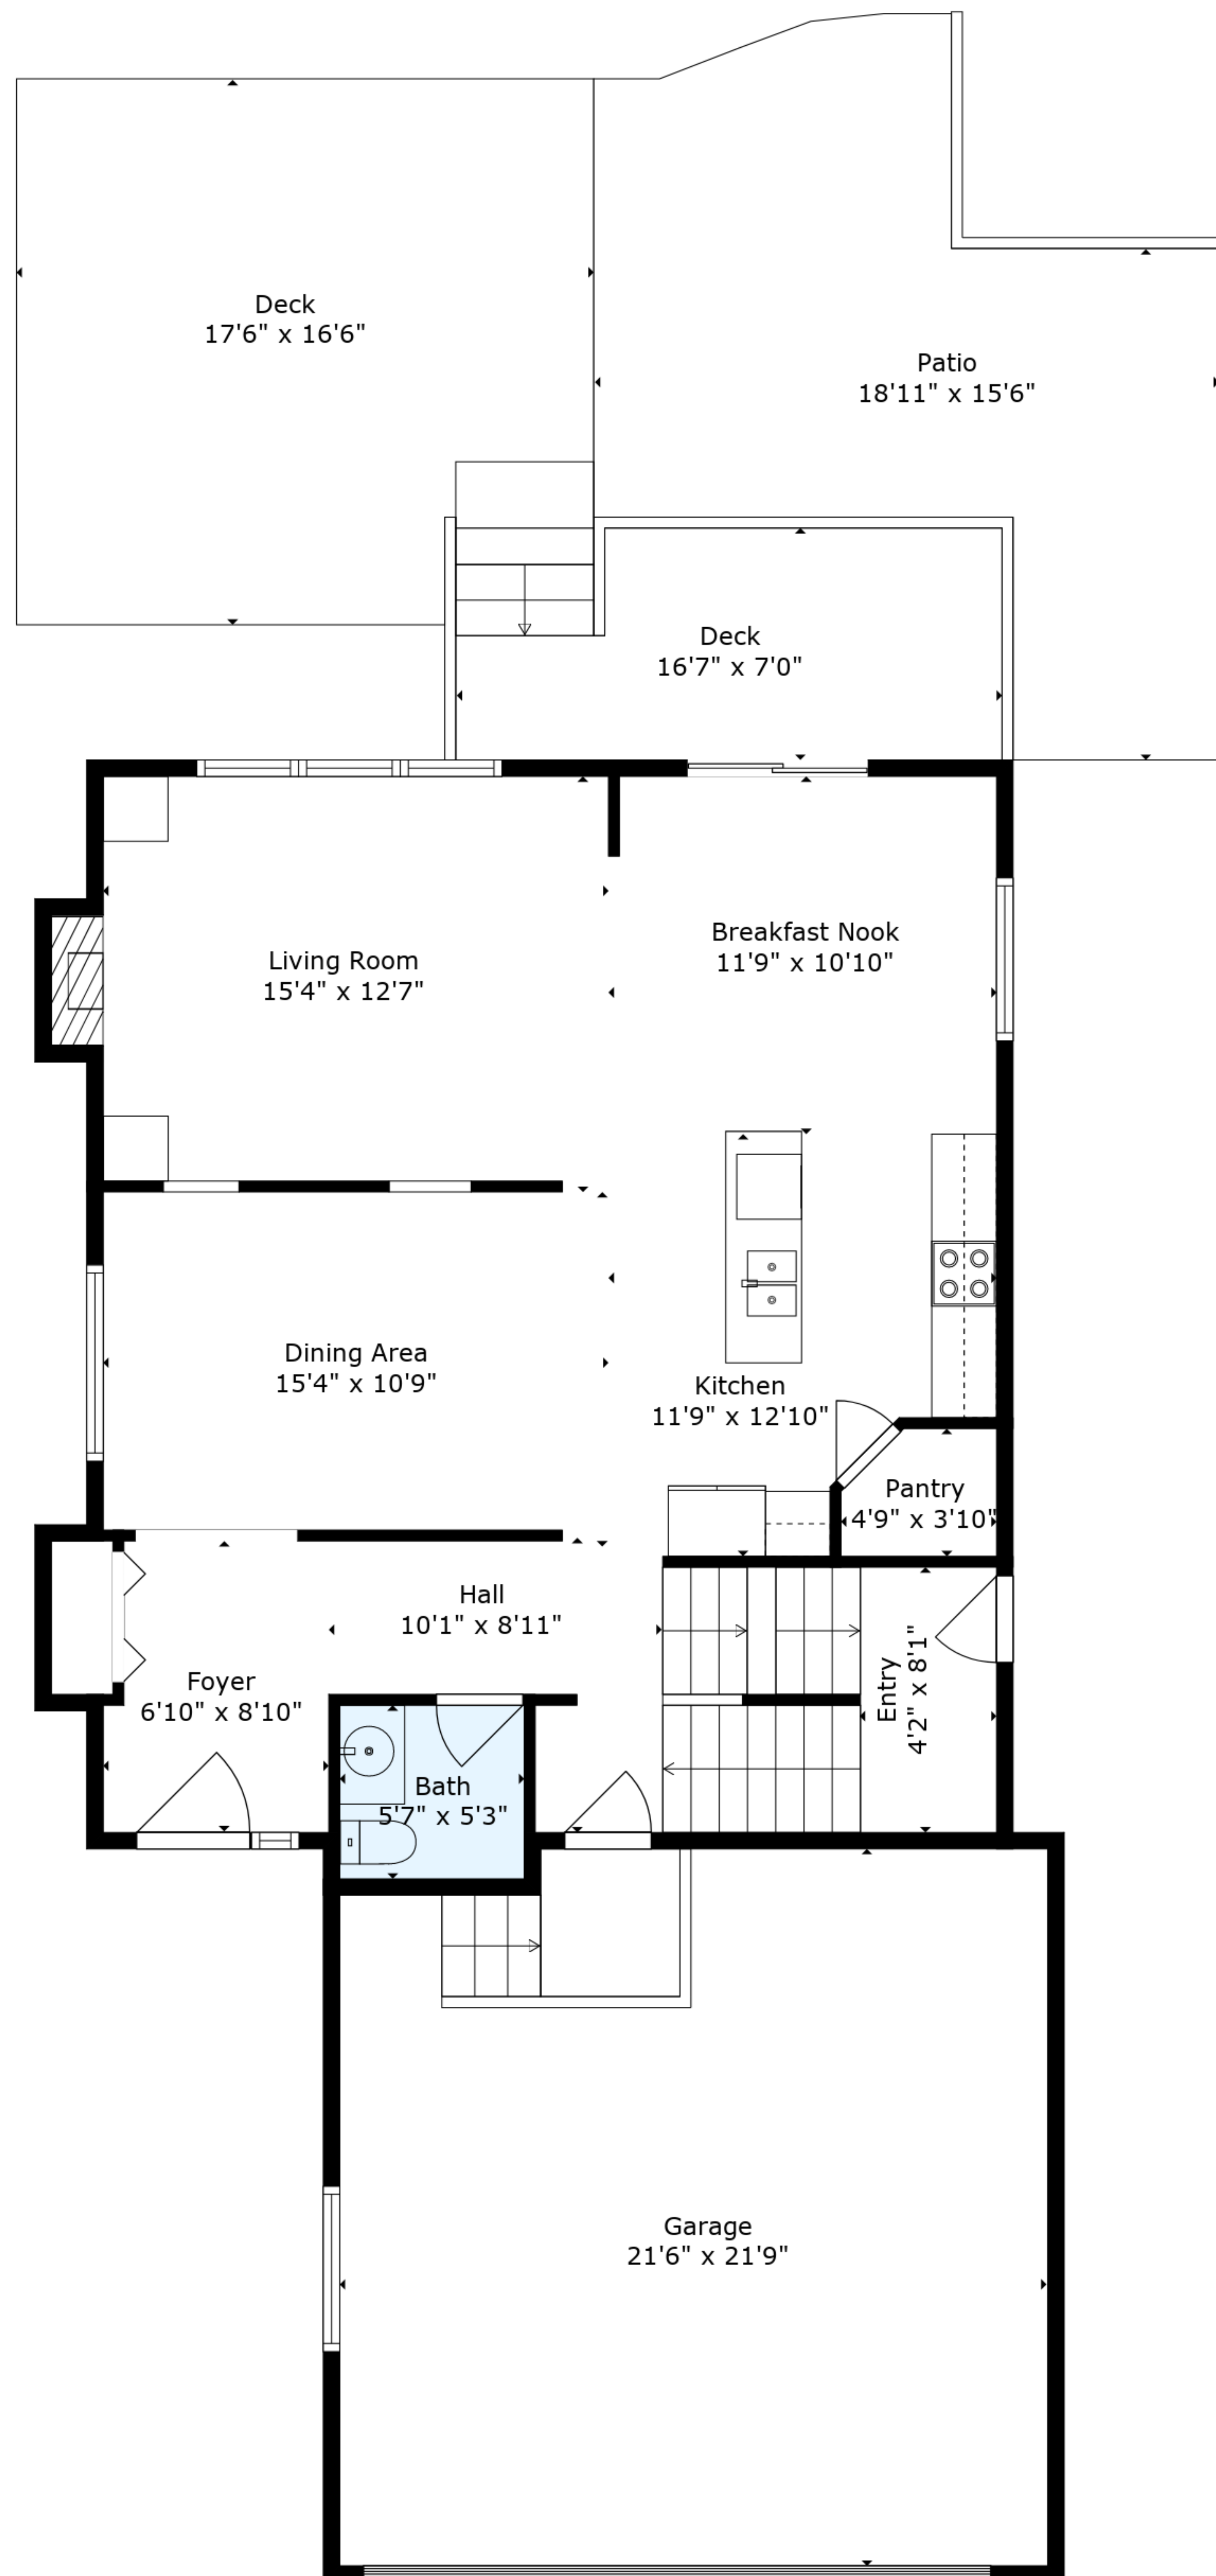 Deck
17'6" x 16'6"
Patio
18'11" x 15'6"
Deck
16'7" x 7'0"
Breakfast Nook
11'9" x 10'10"
Living Room
15'4" x 12'7"
Dining Area
15'4" x 10'9"
Kitchen
11'9" x 12'10"
Pantry
4'9" x 3'10"
Hall
10'1" x 8'11"
Foyer
6'10" x 8'10"
Entry
4'2" x 8'1"
Bath
5'7" x 5'3"
Garage
21'6" x 21'9"